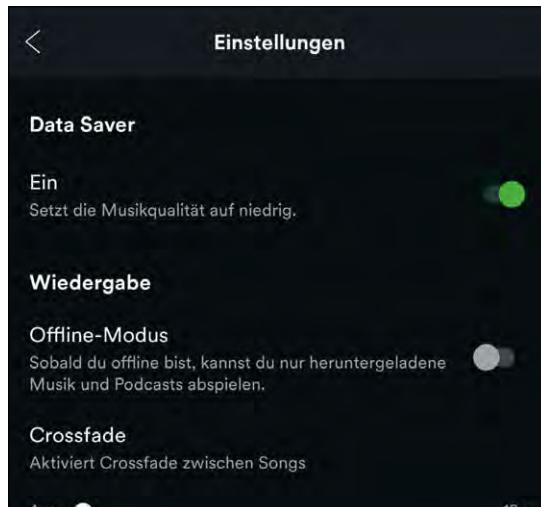 Einstellungen
Data Saver
Ein
Setzt die Musikqualität auf niedrig.
Wiedergabe
Offline-Modus
Sobald du offline bist, kannst du nur heruntergeladene
Musik und Podcasts abspielen.
Crossfade
Aktiviert Crossfade zwischen Songs